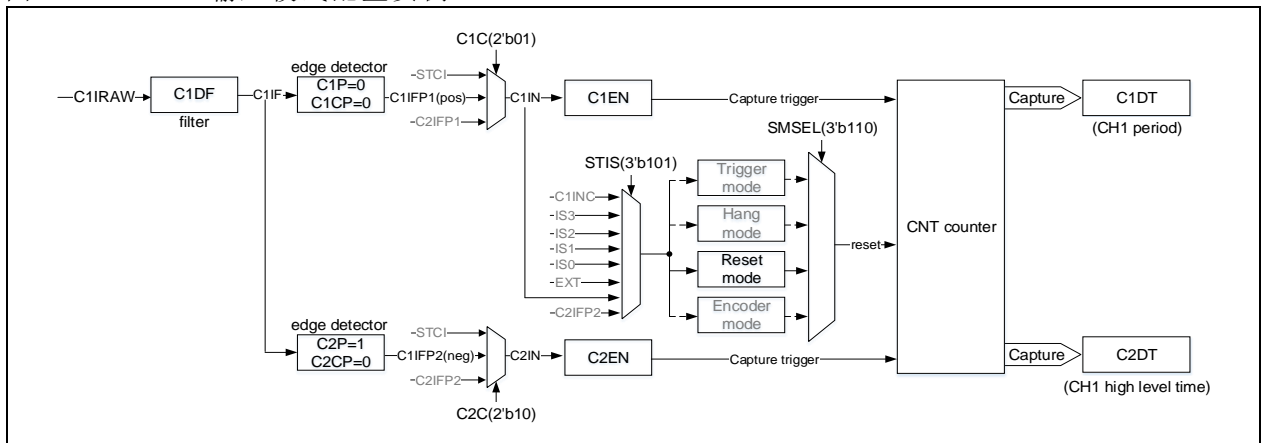 C1C(2'b01)
edge detector
C1P=0
C1CP=0
C1IRAW
C1DF
filter
C1IF
STCI
C1IFP1(pos)
C2IFP1
C1IN
C1EN
Capture trigger
Capture
C1DT
(CH1 period)
SMSEL(3'b110)
STIS(3'b101)
C1INC
IS3
IS2
IS1
IS0
EXT
C2IFP2
Trigger
mode
Hang
mode
Reset
mode
Encoder
mode
reset
CNT counter
edge detector
C2P=1
C2CP=0
STCI
C1IFP2(neg)
C2IFP2
C2IN
C2EN
Capture trigger
Capture
C2DT
(CH1 high level time)
C2C(2'b10)